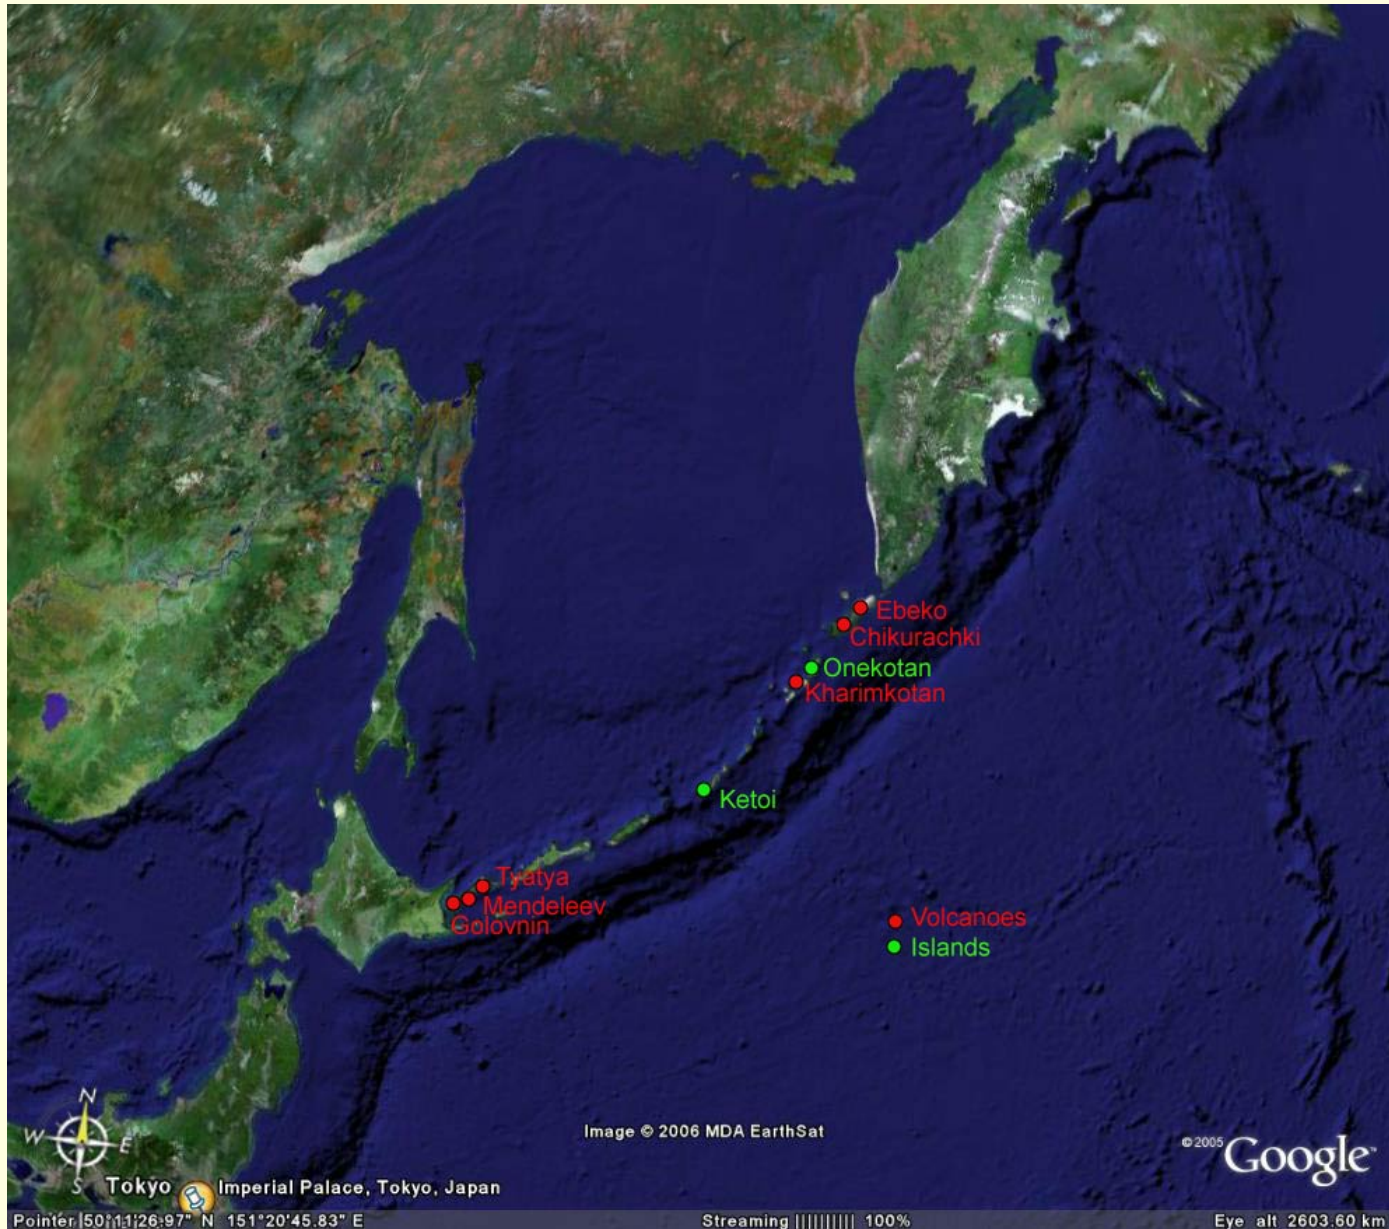 Ebeko
Chikurachki
Onekotan
Kharimkotan
Ketoi
Tyatya
Mendeleev
Golovnin
Volcanoes
Islands
N
W
E
S
Image © 2006 MDA EarthSat
© 2005 Google™
Tokyo
Imperial Palace, Tokyo, Japan
Pointer 50°11'26.97" N 151°20'45.83" E
Streaming |||||||||| 100%
Eye alt 2603.60 km